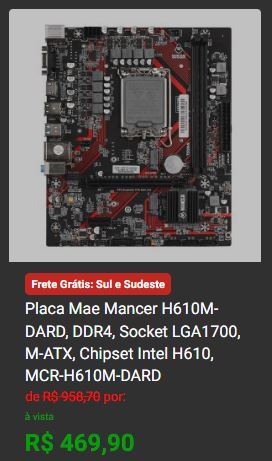 Frete Grátis: Sul e Sudeste
Placa Mae Mancer H610M-
DARD, DDR4, Socket LGA1700,
M-ATX, Chipset Intel H610,
MCR-H610M-DARD
de R$ 958,70 por:
à vista
R$ 469,90